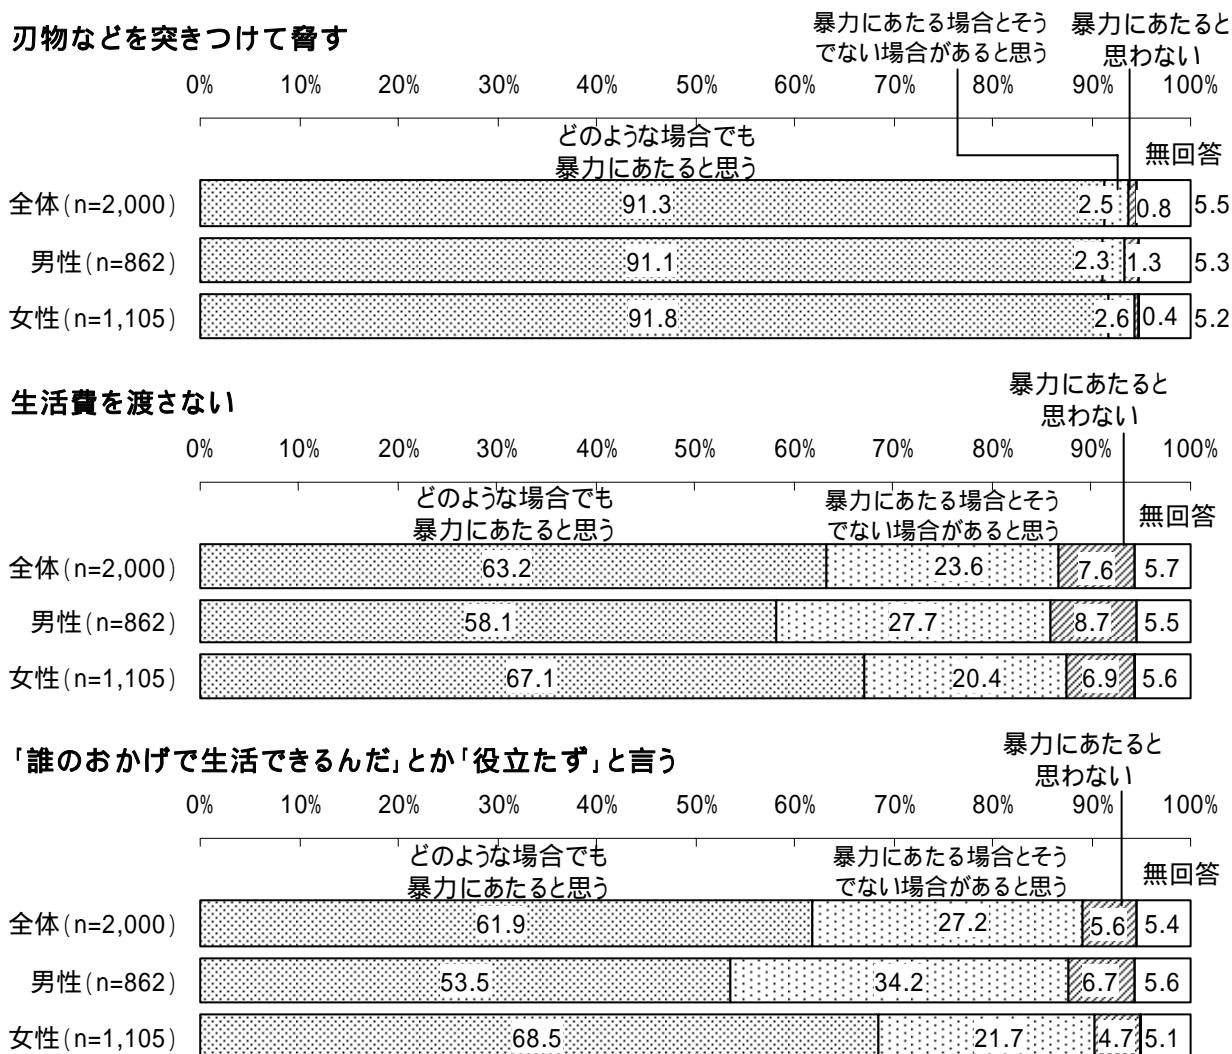 刃物などを突きつけて脅す
暴力にあたる場合とそう
でない場合があると思う
暴力にあたると
思わない
0% 10% 20% 30% 40% 50% 60% 70% 80% 90% 100%
どのような場合でも
暴力にあたると思う
無回答
全体(n=2,000) 91.3 2.5 0.8 5.5
男性(n=862) 91.1 2.3 1.3 5.3
女性(n=1,105) 91.8 2.6 0.4 5.2
生活費を渡さない
暴力にあたると
思わない
0% 10% 20% 30% 40% 50% 60% 70% 80% 90% 100%
どのような場合でも
暴力にあたると思う
暴力にあたる場合とそう
でない場合があると思う
無回答
全体(n=2,000) 63.2 23.6 7.6 5.7
男性(n=862) 58.1 27.7 8.7 5.5
女性(n=1,105) 67.1 20.4 6.9 5.6
「誰のおかげで生活できるんだ」とか「役立たず」と言う
暴力にあたると
思わない
0% 10% 20% 30% 40% 50% 60% 70% 80% 90% 100%
どのような場合でも
暴力にあたると思う
暴力にあたる場合とそう
でない場合があると思う
無回答
全体(n=2,000) 61.9 27.2 5.6 5.4
男性(n=862) 53.5 34.2 6.7 5.6
女性(n=1,105) 68.5 21.7 4.7 5.1